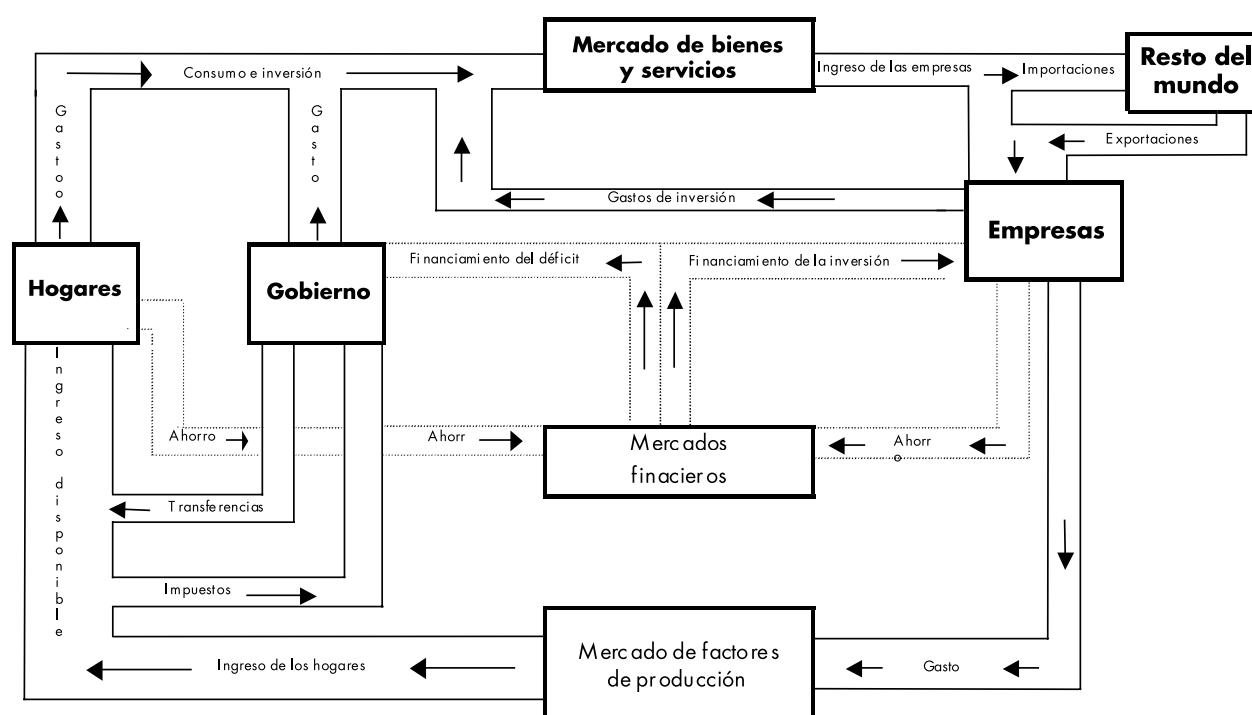 Mercado de bienes
y servicios
Resto del
mundo
Consumo e inversión
Ingreso de las empresas
Importaciones
Gastoo
Gasto
Exportaciones
Gastos de inversión
Empresas
Hogares
Gobierno
Financiamiento del déficit
Financiamiento de la inversión
Ingreso disponible
Ahorro
Ahorr
Mercados
finacieros
Ahorr
o
Transferencias
Impuestos
Mercado de factores
de producción
Ingreso de los hogares
Gasto